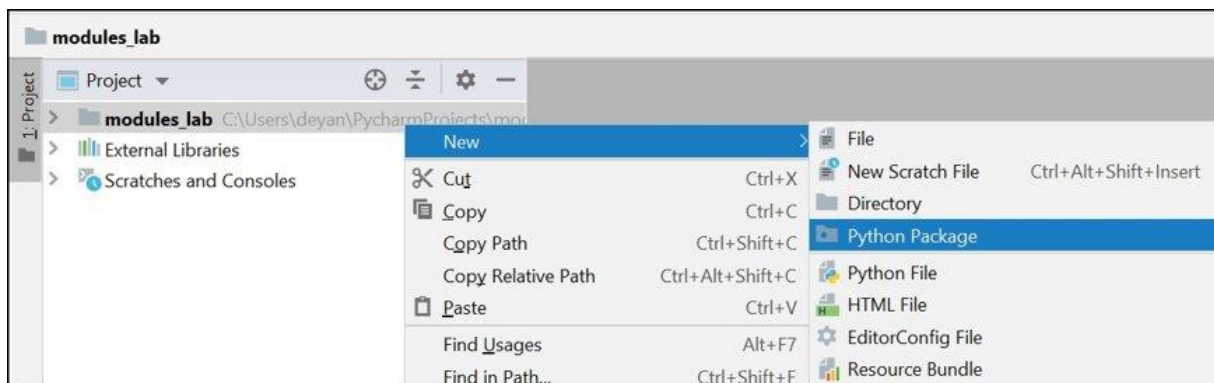 modules_lab
1: Project
Project
modules_lab C:\Users\deyan\PycharmProjects\mod
External Libraries
Scratches and Consoles
New
Cut Ctrl+X
Copy Ctrl+C
Copy Path Ctrl+Shift+C
Copy Relative Path Ctrl+Alt+Shift+C
Paste Ctrl+V
Find Usages Alt+F7
Find in Path... Ctrl+Shift+F
File
New Scratch File Ctrl+Alt+Shift+Insert
Directory
Python Package
Python File
HTML File
EditorConfig File
Resource Bundle